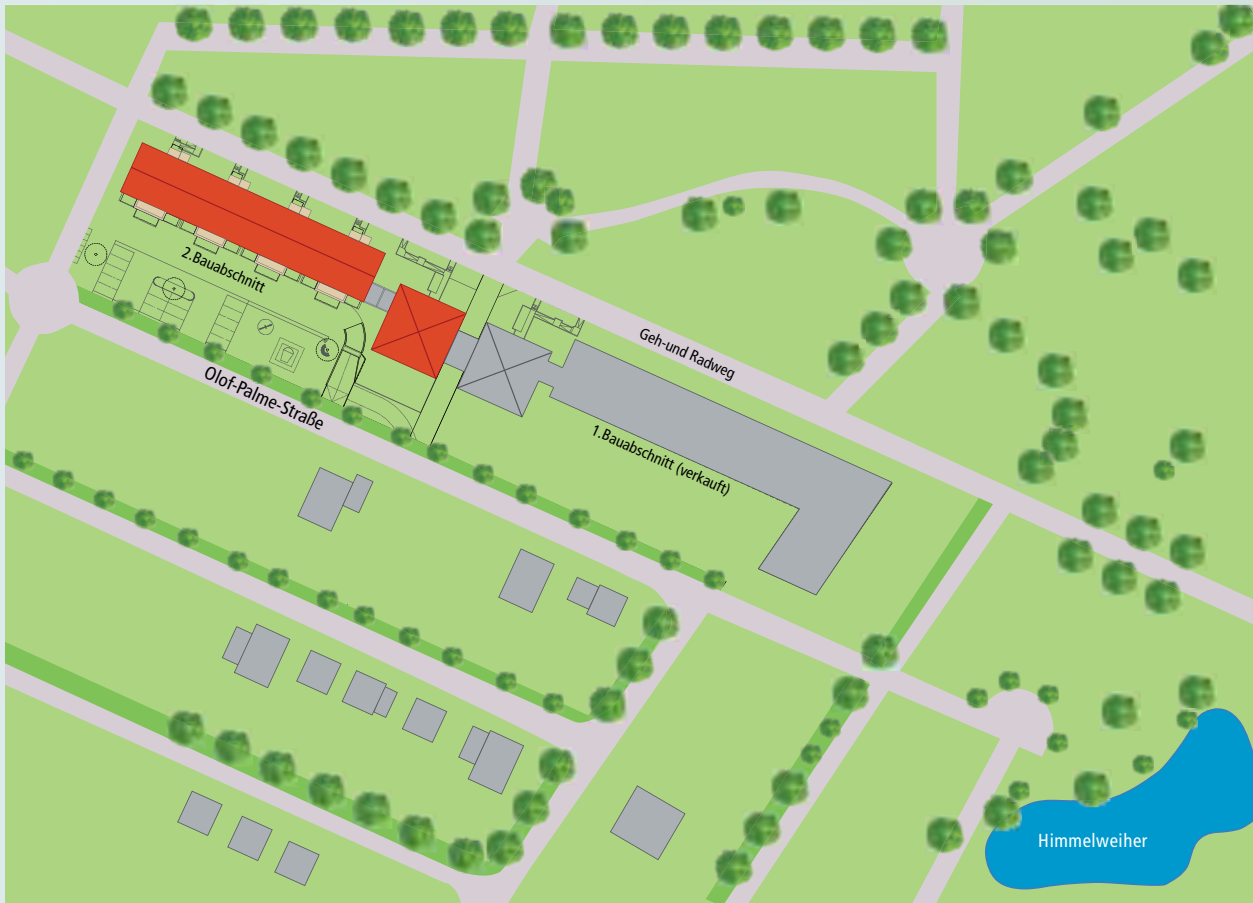 2.Bauabschnitt
Geh-und Radweg
Olof-Palme-Straße
1.Bauabschnitt (verkauft)
Himmelweiher